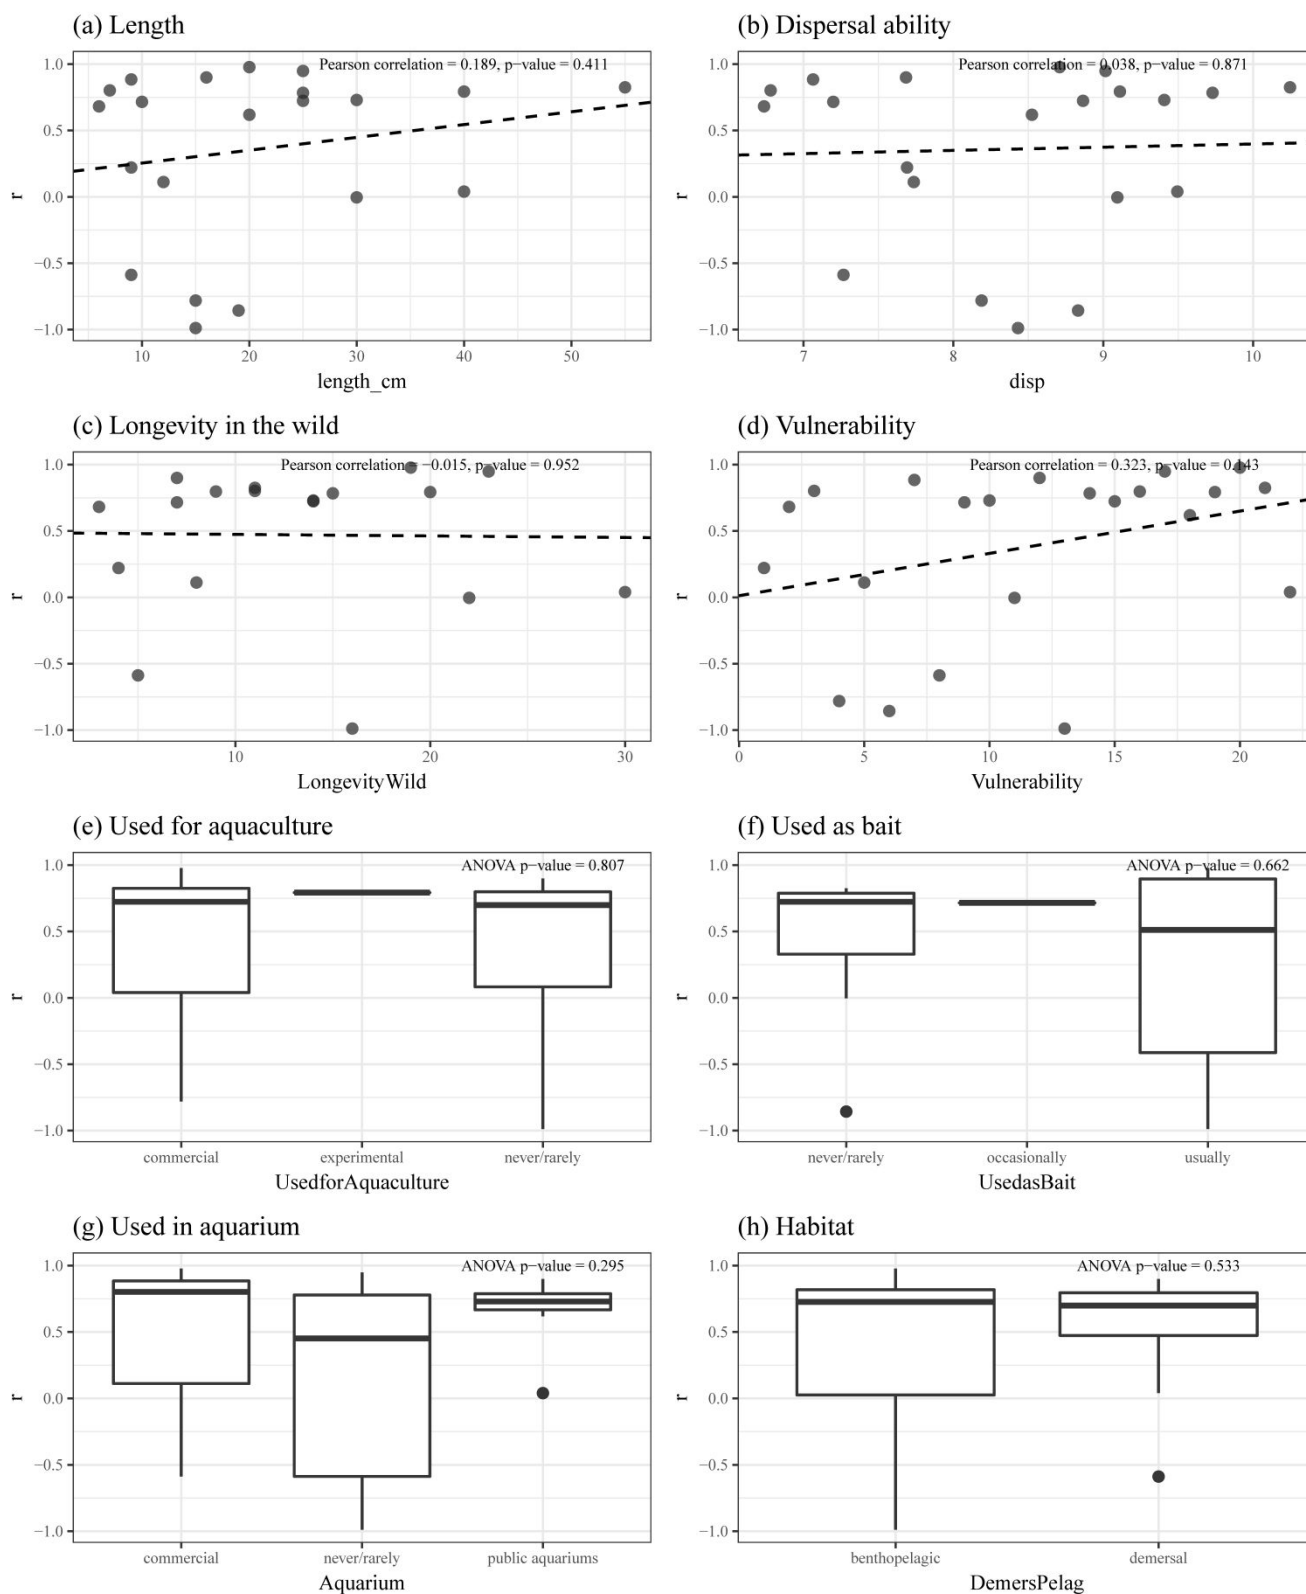 (a) Length
Pearson correlation = 0.189, p−value = 0.411
1.0
0.5
0.0
−0.5
−1.0
r
10 20 30 40 50
length_cm
(b) Dispersal ability
Pearson correlation = 0.038, p−value = 0.871
1.0
0.5
0.0
−0.5
−1.0
r
7 8 9 10
disp
(c) Longevity in the wild
Pearson correlation = −0.015, p−value = 0.952
1.0
0.5
0.0
−0.5
−1.0
r
10 20 30
LongevityWild
(d) Vulnerability
Pearson correlation = 0.323, p−value = 0.143
1.0
0.5
0.0
−0.5
−1.0
r
0 5 10 15 20
Vulnerability
(e) Used for aquaculture
ANOVA p−value = 0.807
1.0
0.5
0.0
−0.5
−1.0
r
commercial experimental never/rarely
UsedforAquaculture
(f) Used as bait
ANOVA p−value = 0.662
1.0
0.5
0.0
−0.5
−1.0
r
never/rarely occasionally usually
UsedasBait
(g) Used in aquarium
ANOVA p−value = 0.295
1.0
0.5
0.0
−0.5
−1.0
r
commercial never/rarely public aquariums
Aquarium
(h) Habitat
ANOVA p−value = 0.533
1.0
0.5
0.0
−0.5
−1.0
r
benthopelagic demersal
DemersPelag